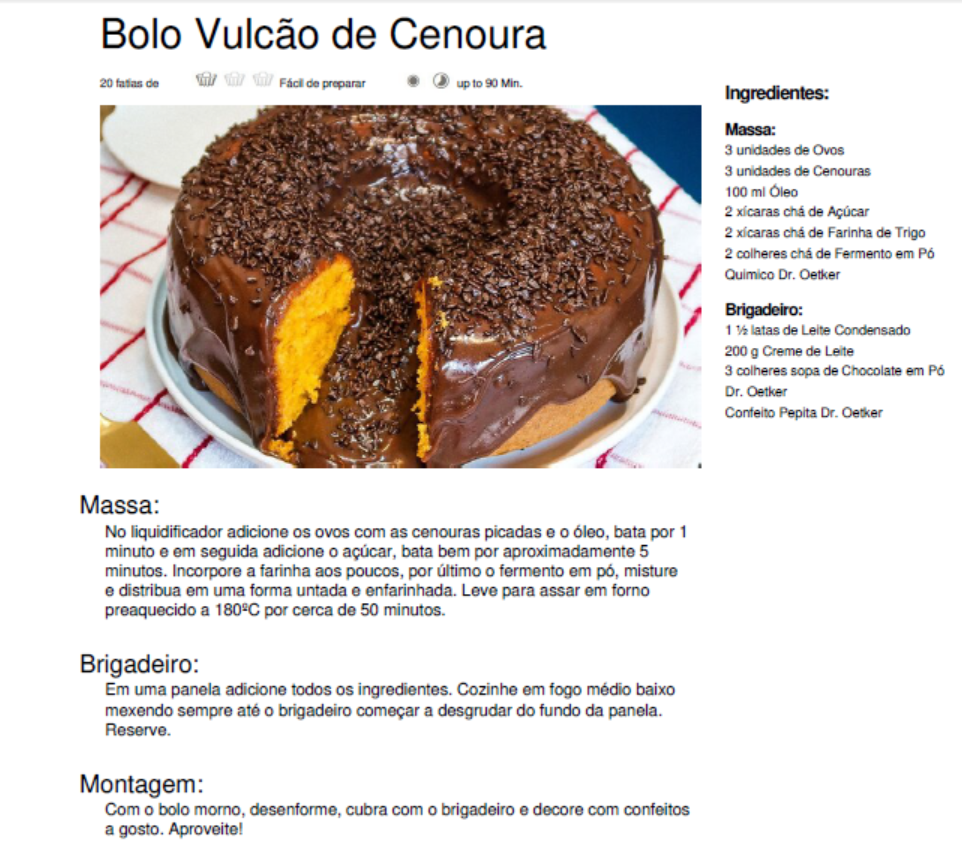 Bolo Vulcão de Cenoura
20 fatias de
Fácil de preparar
up to 90 Min.
Ingredientes:
Massa:
3 unidades de Ovos
3 unidades de Cenouras
100 ml Óleo
2 xícaras chá de Açúcar
2 xícaras chá de Farinha de Trigo
2 colheres chá de Fermento em Pó
Quimico Dr. Oetker
Brigadeiro:
1 ½ latas de Leite Condensado
200 g Creme de Leite
3 colheres sopa de Chocolate em Pó
Dr. Oetker
Confeito Pepita Dr. Oetker
Massa:
No liquidificador adicione os ovos com as cenouras picadas e o óleo, bata por 1
minuto e em seguida adicione o açúcar, bata bem por aproximadamente 5
minutos. Incorpore a farinha aos poucos, por último o fermento em pó, misture
e distribua em uma forma untada e enfarinhada. Leve para assar em forno
preaquecido a 180ºC por cerca de 50 minutos.
Brigadeiro:
Em uma panela adicione todos os ingredientes. Cozinhe em fogo médio baixo
mexendo sempre até o brigadeiro começar a desgrudar do fundo da panela.
Reserve.
Montagem:
Com o bolo morno, desenforme, cubra com o brigadeiro e decore com confeitos
a gosto. Aproveite!